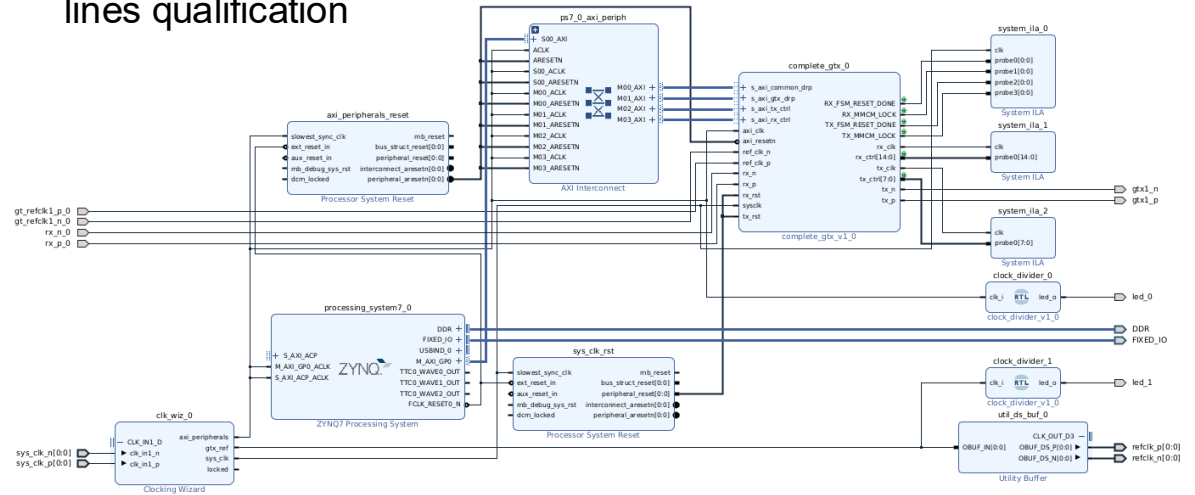 lines qualification
ps7_0_axi_periph
S00_AXI
ACLK
ARESETN
S00_ACLK
S00_ARESETN
M00_ACLK
M00_ARESETN
M01_ACLK
M01_ARESETN
M02_ACLK
M02_ARESETN
M03_ACLK
M03_ARESETN
M00_AXI
M01_AXI
M02_AXI
M03_AXI
AXI Interconnect
complete_gtx_0
s_axi_common_drp
s_axi_gtx_drp
s_axi_tx_ctrl
s_axi_rx_ctrl
axi_clk
axi_resetn
ref_clk_n
ref_clk_p
rx_n
rx_p
rx_rst
sysclk
tx_rst
RX_FSM_RESET_DONE
RX_MMCM_LOCK
TX_FSM_RESET_DONE
TX_MMCM_LOCK
rx_clk
rx_ctrl[14:0]
tx_clk
tx_ctrl[7:0]
tx_n
tx_p
complete_gtx_v1_0
system_ila_0
clk
probe0[0:0]
probe1[0:0]
probe2[0:0]
probe3[0:0]
System ILA
system_ila_1
clk
probe0[14:0]
System ILA
gtx1_n
gtx1_p
system_ila_2
clk
probe0[7:0]
System ILA
axi_peripherals_reset
slowest_sync_clk
ext_reset_in
aux_reset_in
mb_debug_sys_rst
dcm_locked
mb_reset
bus_struct_reset[0:0]
peripheral_reset[0:0]
interconnect_aresetn[0:0]
peripheral_aresetn[0:0]
Processor System Reset
gt_refclk1_p_0
gt_refclk1_n_0
rx_n_0
rx_p_0
clock_divider_0
clk_i
RTL
led_o
clock_divider_v1_0
led_0
processing_system7_0
S_AXI_ACP
M_AXI_GP0_ACLK
S_AXI_ACP_ACLK
ZYNQ
DDR
FIXED_IO
USBIND_0
M_AXI_GP0
TTC0_WAVE0_OUT
TTC0_WAVE1_OUT
TTC0_WAVE2_OUT
FCLK_RESET0_N
ZYNQ7 Processing System
DDR
FIXED_IO
sys_clk_rst
slowest_sync_clk
ext_reset_in
aux_reset_in
mb_debug_sys_rst
dcm_locked
mb_reset
bus_struct_reset[0:0]
peripheral_reset[0:0]
interconnect_aresetn[0:0]
peripheral_aresetn[0:0]
Processor System Reset
clock_divider_1
clk_i
RTL
led_o
clock_divider_v1_0
led_1
clk_wiz_0
CLK_IN1_D
clk_in1_n
clk_in1_p
axi_peripherals
gtx_ref
sys_clk
locked
Clocking Wizard
sys_clk_n[0:0]
sys_clk_p[0:0]
util_ds_buf_0
OBUF_IN[0:0]
CLK_OUT_D3
OBUF_DS_P[0:0]
OBUF_DS_N[0:0]
Utility Buffer
refclk_p[0:0]
refclk_n[0:0]